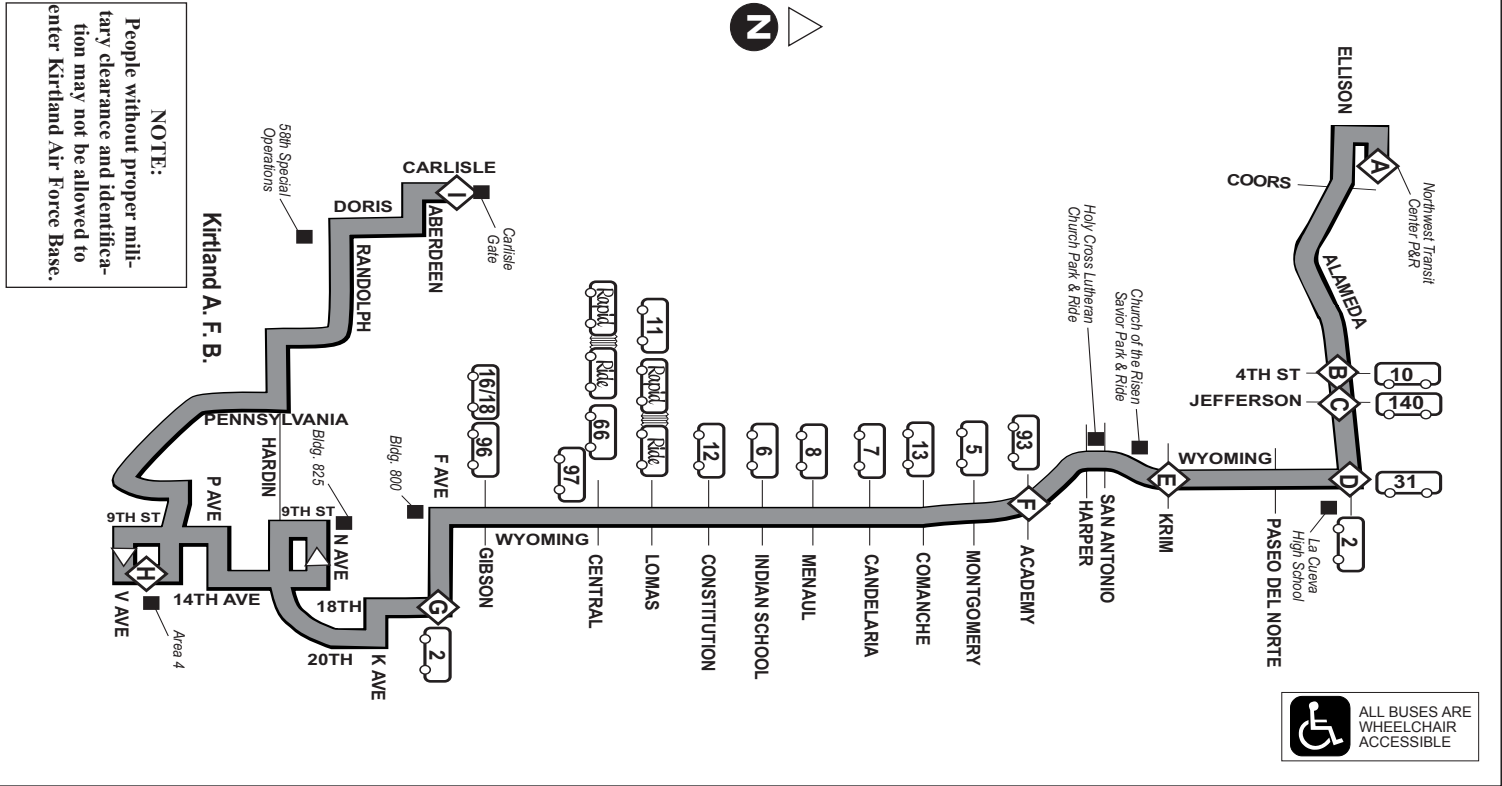 NOTE:
People without proper mili-
tary clearance and identifica-
tion may not be allowed to
enter Kirtland Air Force Base.
N
ELLISON
A
Northwest Transit
Center P&R
COORS
ALAMEDA
4TH ST
B
10
JEFFERSON
C
140
D
31
2
La Cueva
High School
WYOMING
PASEO DEL NORTE
E
KRIM
Church of the Risen
Savior Park & Ride
Holy Cross Lutheran
Church Park & Ride
SAN ANTONIO
HARPER
F
93
ACADEMY
5
MONTGOMERY
13
COMANCHE
7
CANDELARIA
8
MENAUL
6
INDIAN SCHOOL
12
CONSTITUTION
11
Rapid
Ride
LOMAS
Rapid
Ride
66
97
CENTRAL
WYOMING
16/18
96
GIBSON
F AVE
Bldg. 800
G
2
18TH
K AVE
20TH
Bldg. 825
N AVE
9TH ST
HARDIN
14TH AVE
P AVE
9TH ST
H
V AVE
Area 4
PENNSYLVANIA
Kirtland A. F. B.
RANDOLPH
DORIS
58th Special
Operations
ABERDEEN
CARLISLE
I
Carlisle
Gate
ALL BUSES ARE
WHEELCHAIR
ACCESSIBLE